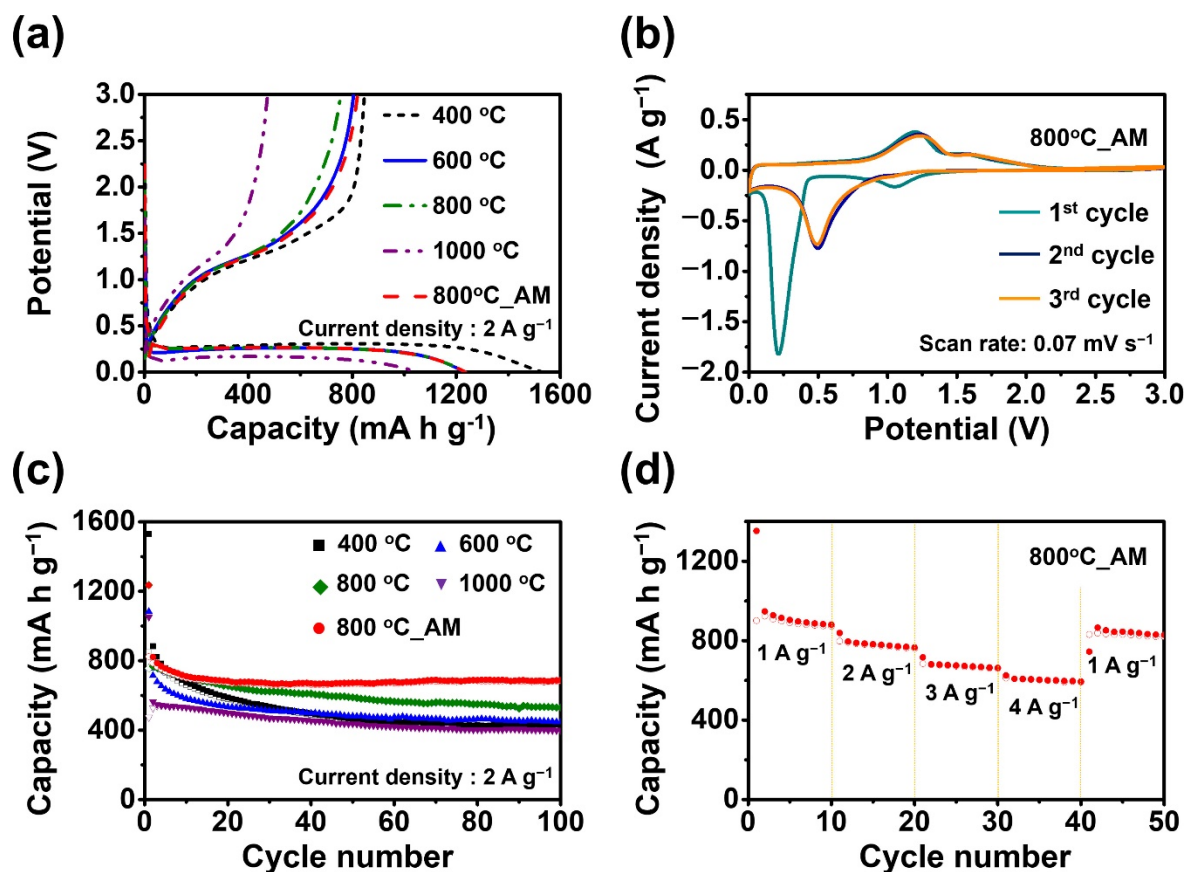 (a)
Potential (V)
3.0
2.5
2.0
1.5
1.0
0.5
0.0
400 °C
600 °C
800 °C
1000 °C
800°C_AM
Current density : 2 A g⁻¹
0
400
800
1200
1600
Capacity (mA h g⁻¹)
(b)
Current density (A g⁻¹)
1.0
0.5
0.0
−0.5
−1.0
−1.5
−2.0
800°C_AM
1st cycle
2nd cycle
3rd cycle
Scan rate: 0.07 mV s⁻¹
0.0
0.5
1.0
1.5
2.0
2.5
3.0
Potential (V)
(c)
Capacity (mA h g⁻¹)
1600
1200
800
400
0
400 °C
600 °C
800 °C
1000 °C
800 °C_AM
Current density : 2 A g⁻¹
0
20
40
60
80
100
Cycle number
(d)
Capacity (mA h g⁻¹)
1200
800
400
0
800°C_AM
1 A g⁻¹
2 A g⁻¹
3 A g⁻¹
4 A g⁻¹
1 A g⁻¹
0
10
20
30
40
50
Cycle number